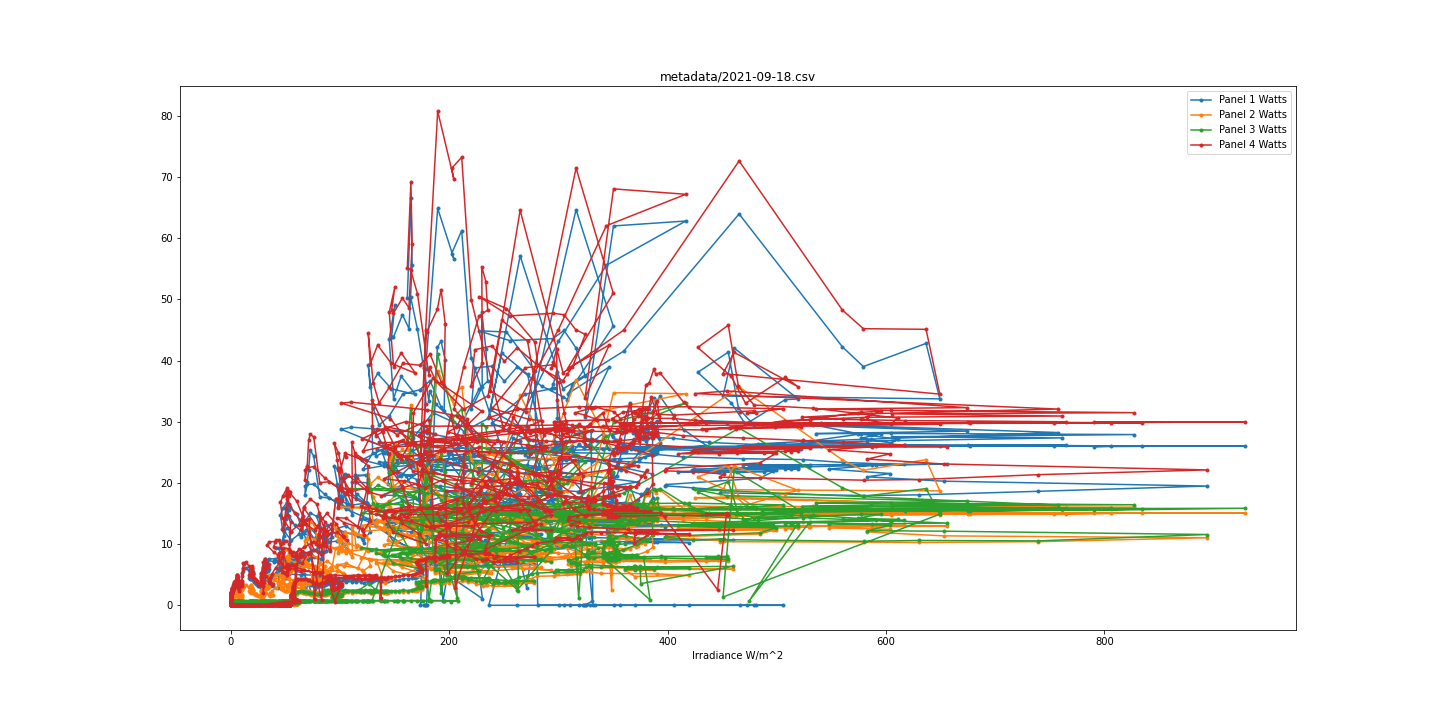 metadata/2021-09-18.csv
Panel 1 Watts
Panel 2 Watts
Panel 3 Watts
Panel 4 Watts
80
70
60
50
40
30
20
10
0
0 200 400 600 800
Irradiance W/m^2